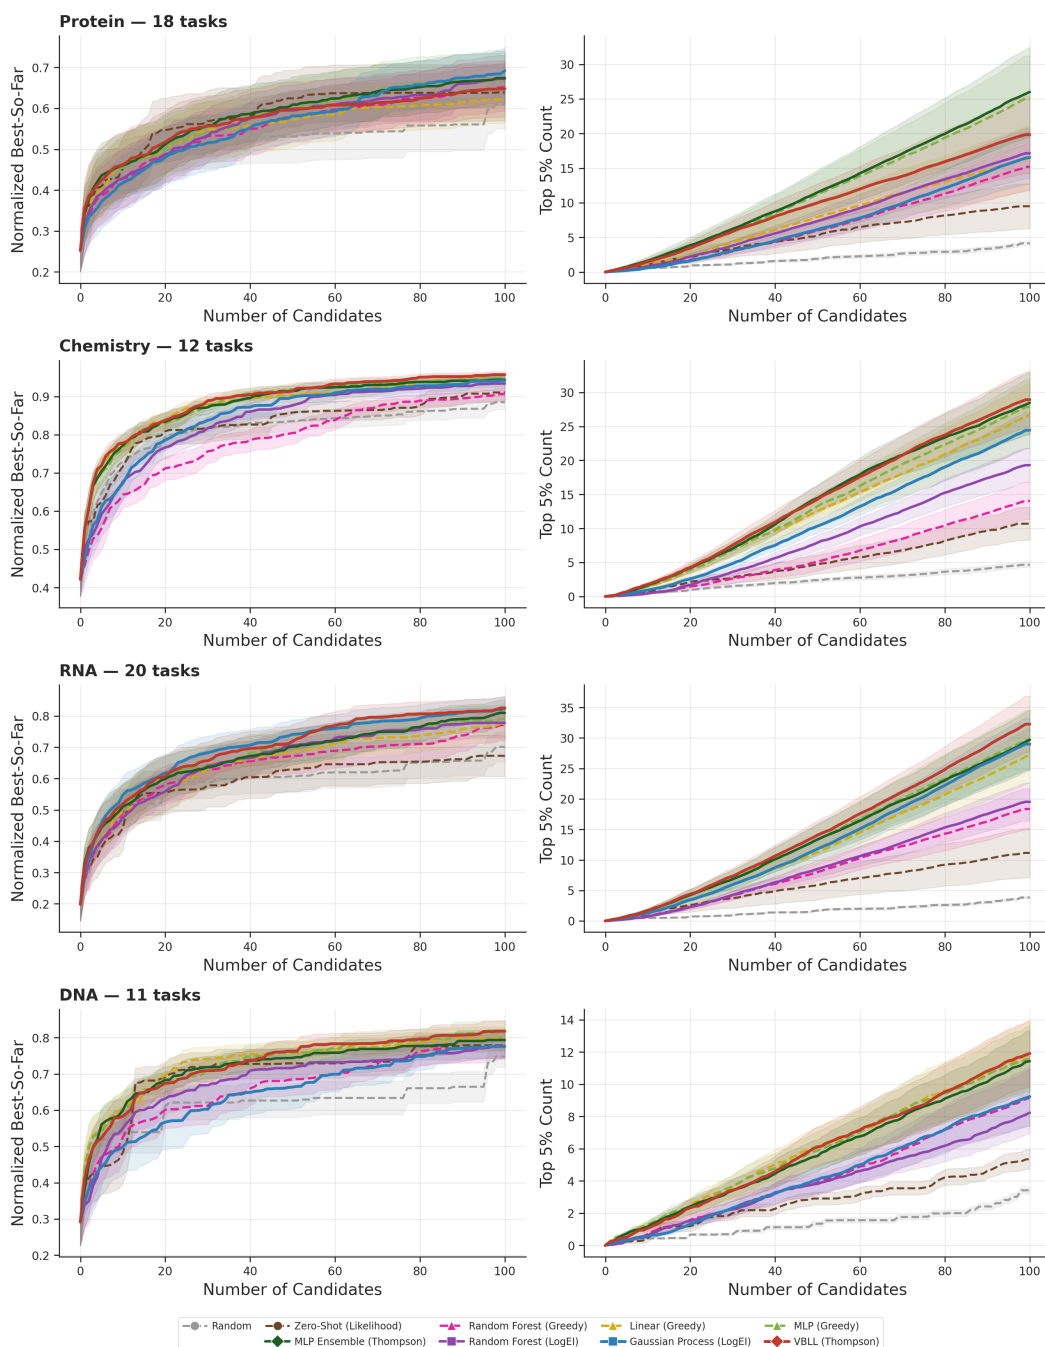 Protein — 18 tasks
Normalized Best-So-Far
0.7
0.6
0.5
0.4
0.3
0.2
0 20 40 60 80 100
Number of Candidates
Top 5% Count
30
25
20
15
10
5
0
0 20 40 60 80 100
Number of Candidates
Chemistry — 12 tasks
Normalized Best-So-Far
0.9
0.8
0.7
0.6
0.5
0.4
0 20 40 60 80 100
Number of Candidates
Top 5% Count
30
25
20
15
10
5
0
0 20 40 60 80 100
Number of Candidates
RNA — 20 tasks
Normalized Best-So-Far
0.8
0.7
0.6
0.5
0.4
0.3
0.2
0 20 40 60 80 100
Number of Candidates
Top 5% Count
35
30
25
20
15
10
5
0
0 20 40 60 80 100
Number of Candidates
DNA — 11 tasks
Normalized Best-So-Far
0.8
0.7
0.6
0.5
0.4
0.3
0.2
0 20 40 60 80 100
Number of Candidates
Top 5% Count
14
12
10
8
6
4
2
0
0 20 40 60 80 100
Number of Candidates
Random Zero-Shot (Likelihood) Random Forest (Greedy) Linear (Greedy) MLP (Greedy)
MLP Ensemble (Thompson) Random Forest (LogEI) Gaussian Process (LogEI) VBLL (Thompson)